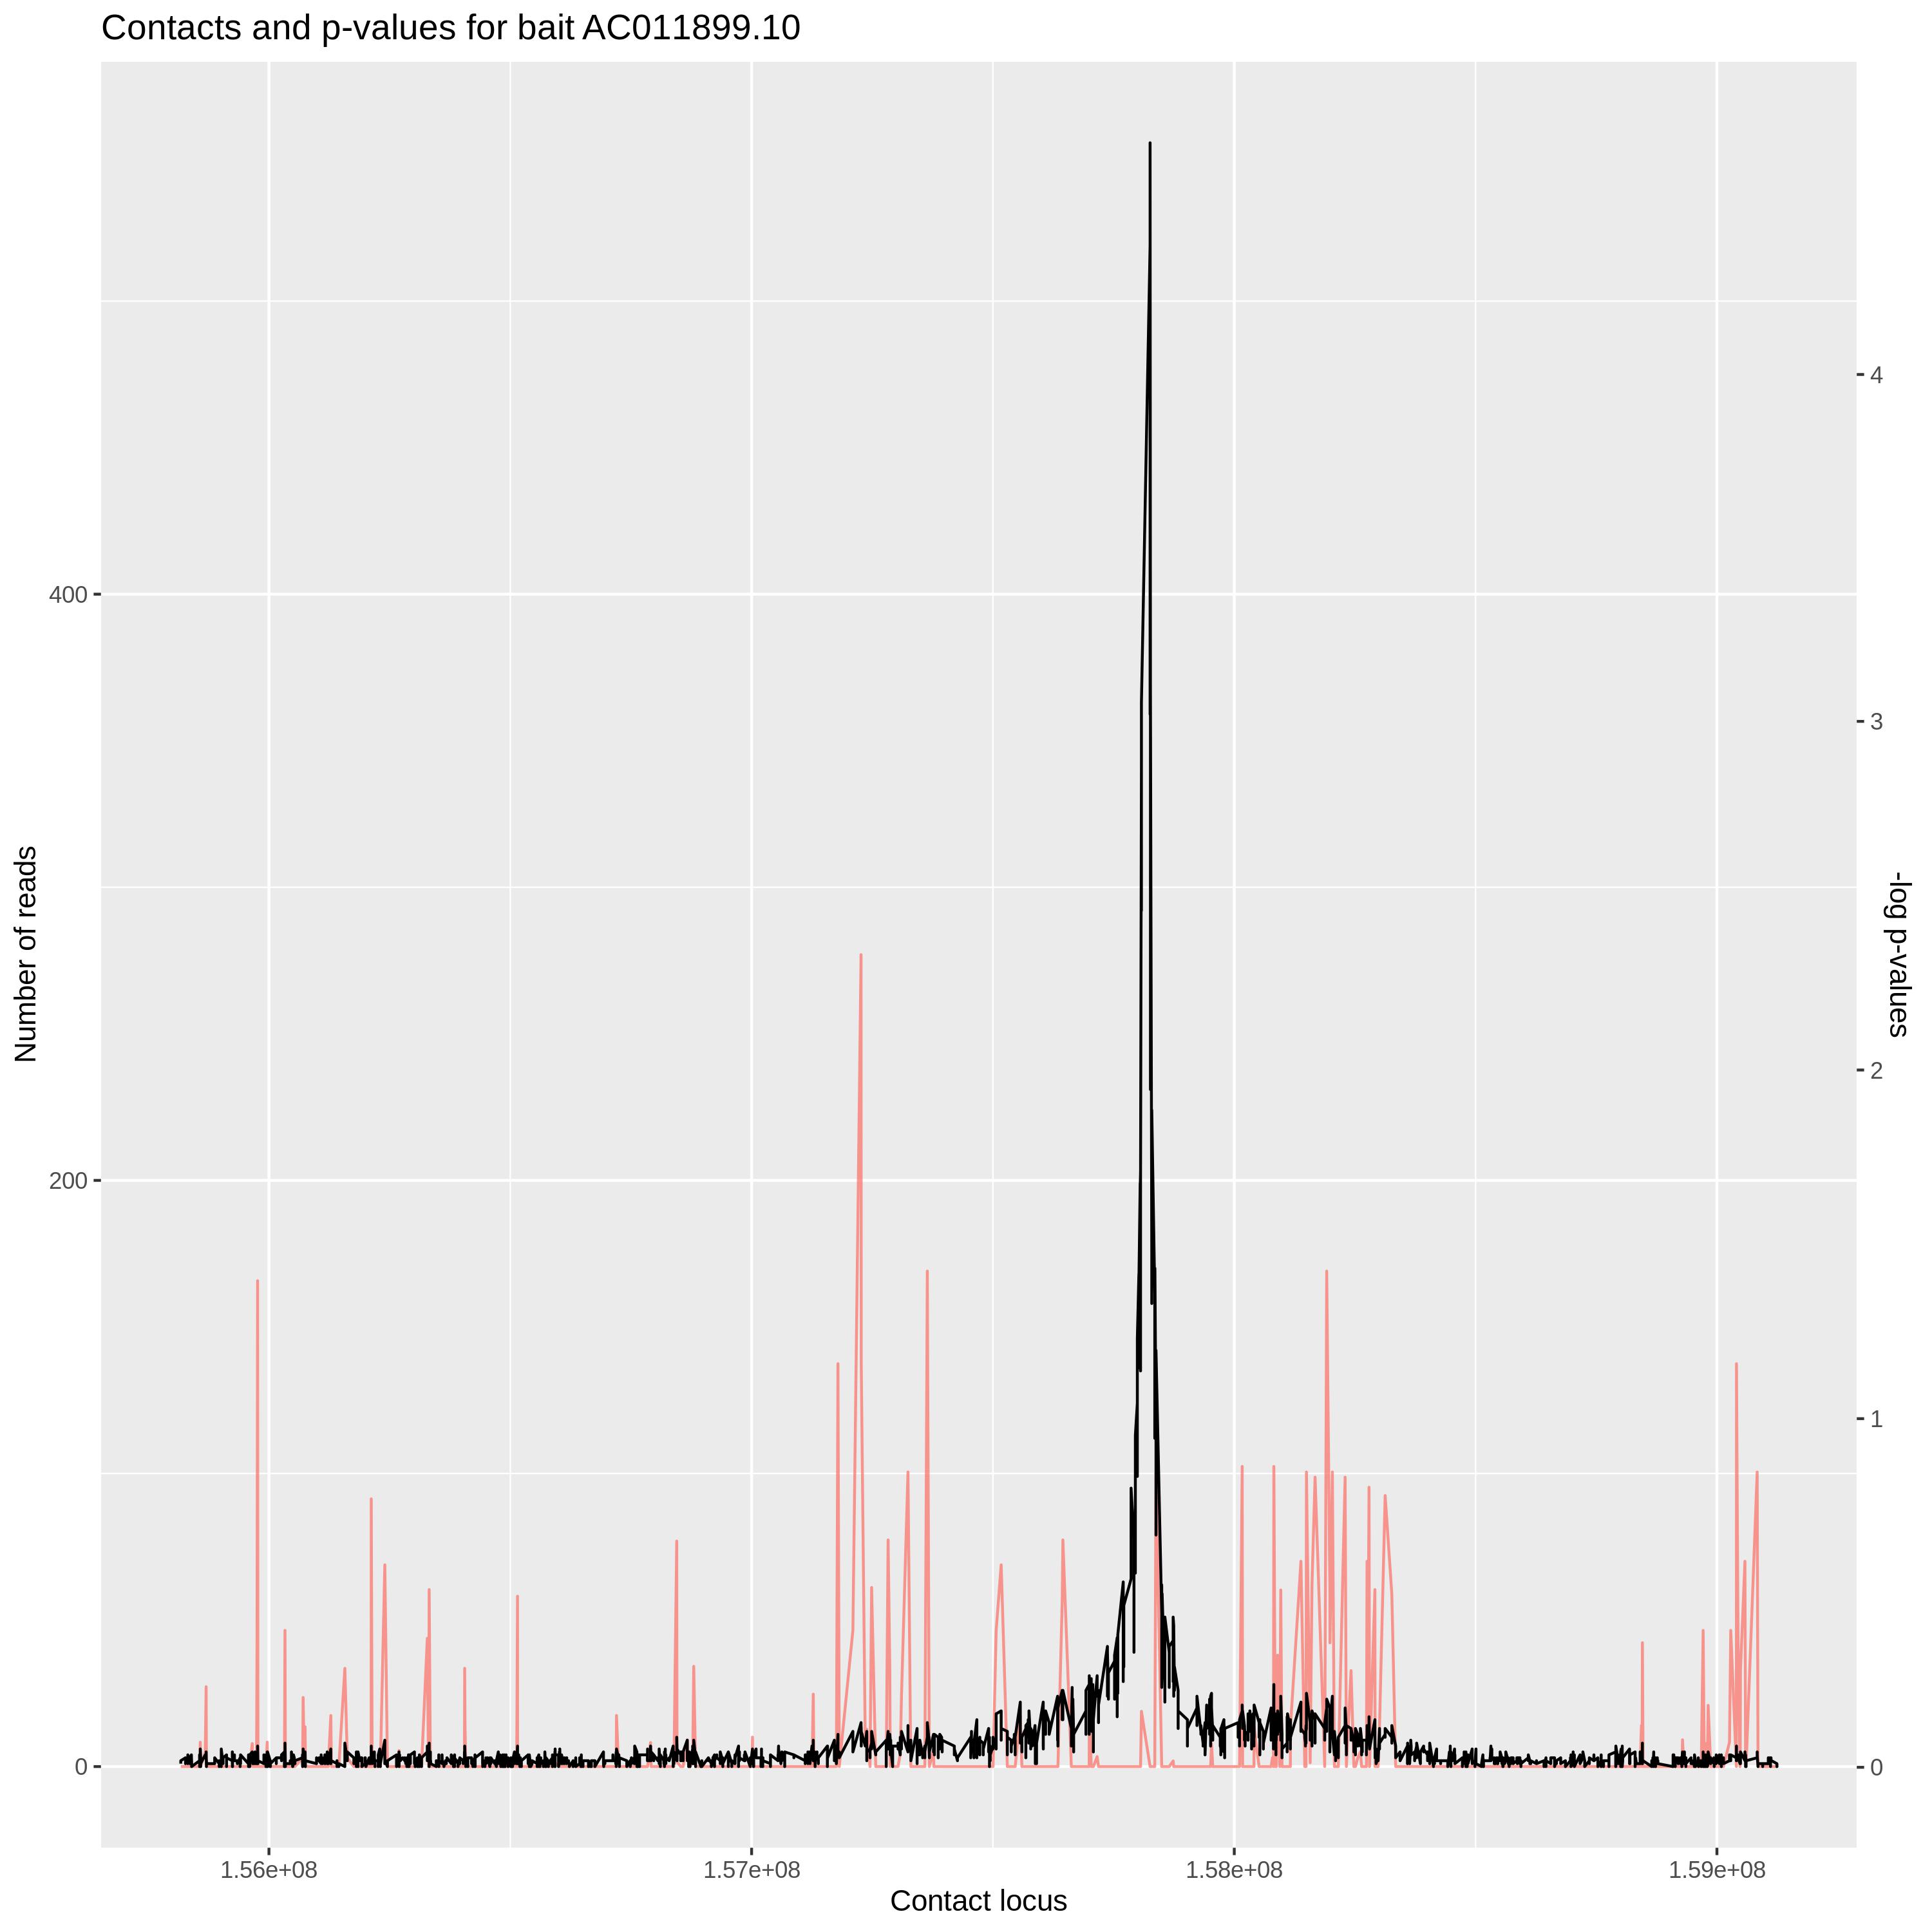 Contacts and p-values for bait AC011899.10
Number of reads
400
200
0
4
3
2
1
0
-log p-values
1.56e+08 1.57e+08 1.58e+08 1.59e+08
Contact locus